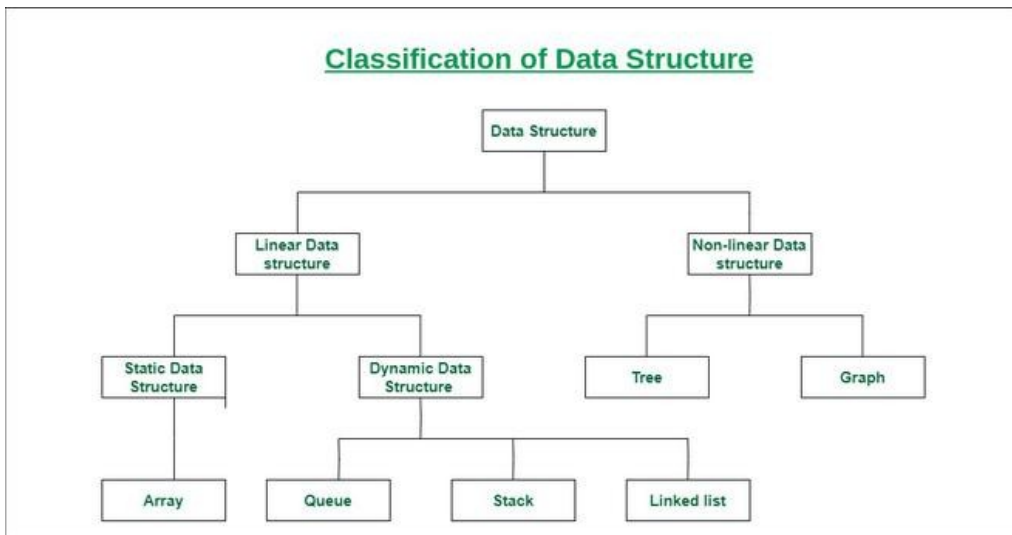 Classification of Data Structure
Data Structure
Linear Data
structure
Non-linear Data
structure
Static Data
Structure
Dynamic Data
Structure
Tree
Graph
Array
Queue
Stack
Linked list